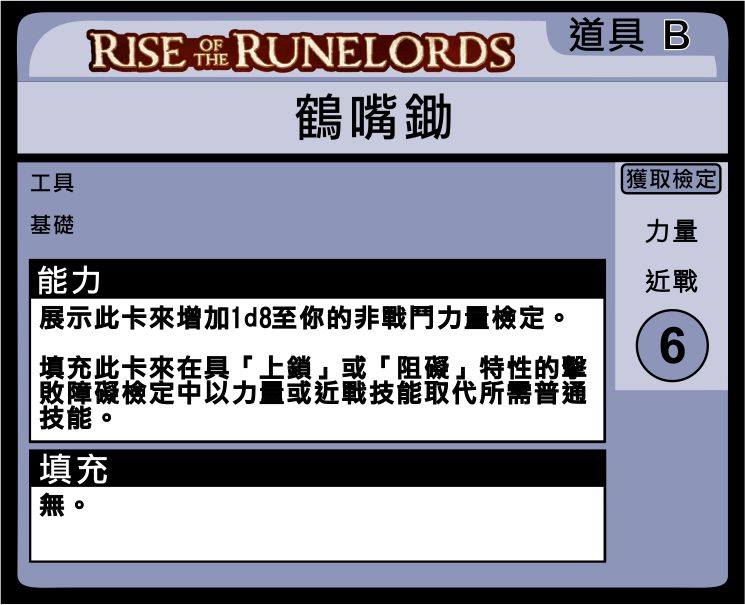 RISE OF THE RUNELORDS
道具 B
鶴嘴鋤
工具
基礎
獲取檢定
力量
近戰
6
能力
展示此卡來增加1d8至你的非戰鬥力量檢定。
填充此卡來在具「上鎖」或「阻礙」特性的擊
敗障礙檢定中以力量或近戰技能取代所需普通
技能。
填充
無。